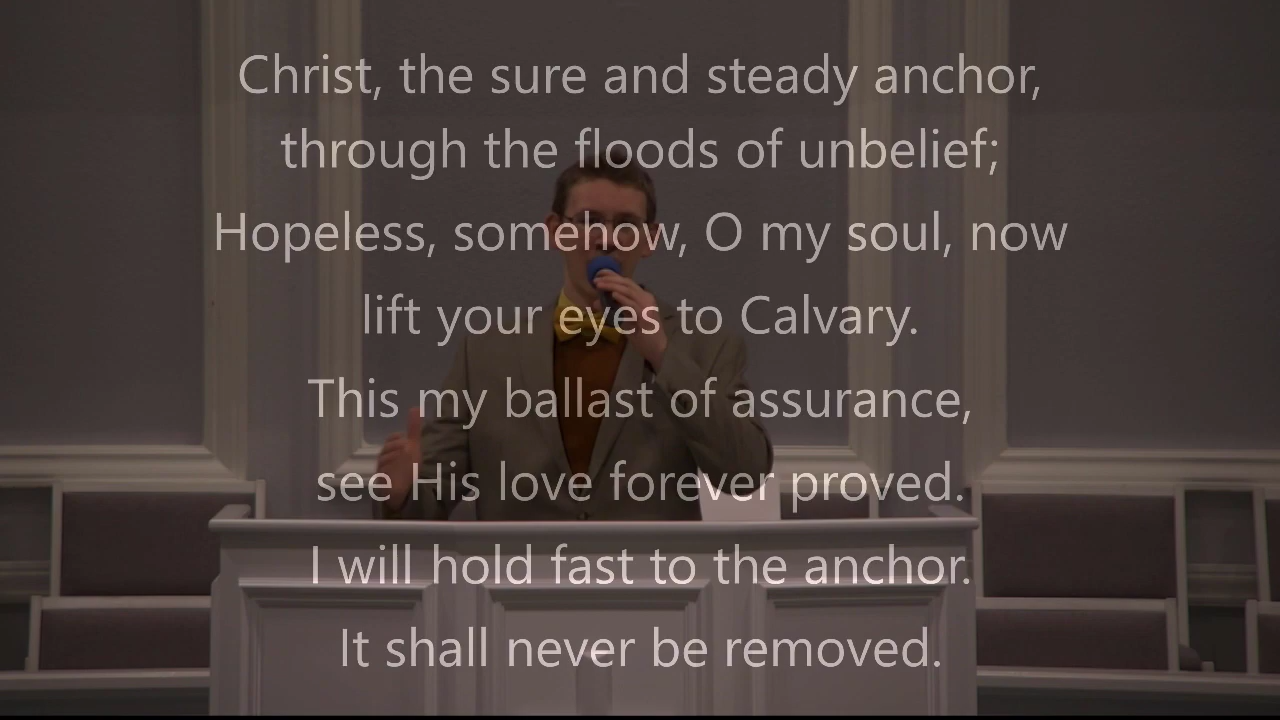 Christ, the sure and steady anchor,
through the floods of unbelief;
Hopeless, somehow, O my soul, now
lift your eyes to Calvary.
This my ballast of assurance,
see His love forever proved.
I will hold fast to the anchor.
It shall never be removed.